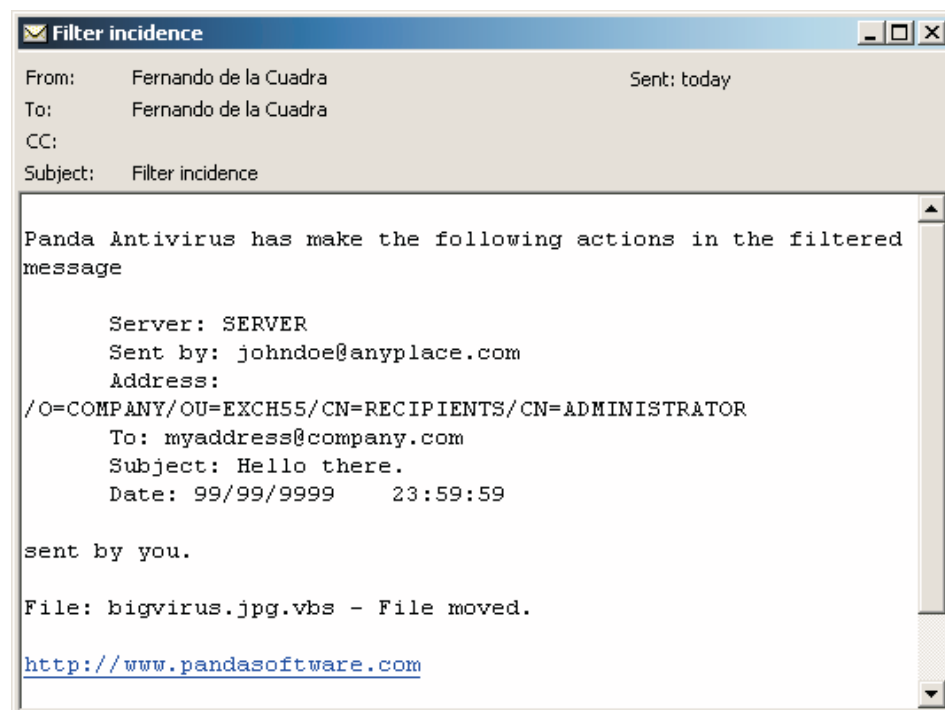 Filter incidence
From: Fernando de la Cuadra Sent: today
To: Fernando de la Cuadra
CC:
Subject: Filter incidence
Panda Antivirus has make the following actions in the filtered
message
Server: SERVER
Sent by: johndoe@anyplace.com
Address:
/O=COMPANY/OU=EXCH55/CN=RECIPIENTS/CN=ADMINISTRATOR
To: myaddress@company.com
Subject: Hello there.
Date: 99/99/9999 23:59:59
sent by you.
File: bigvirus.jpg.vbs - File moved.
http://www.pandasoftware.com